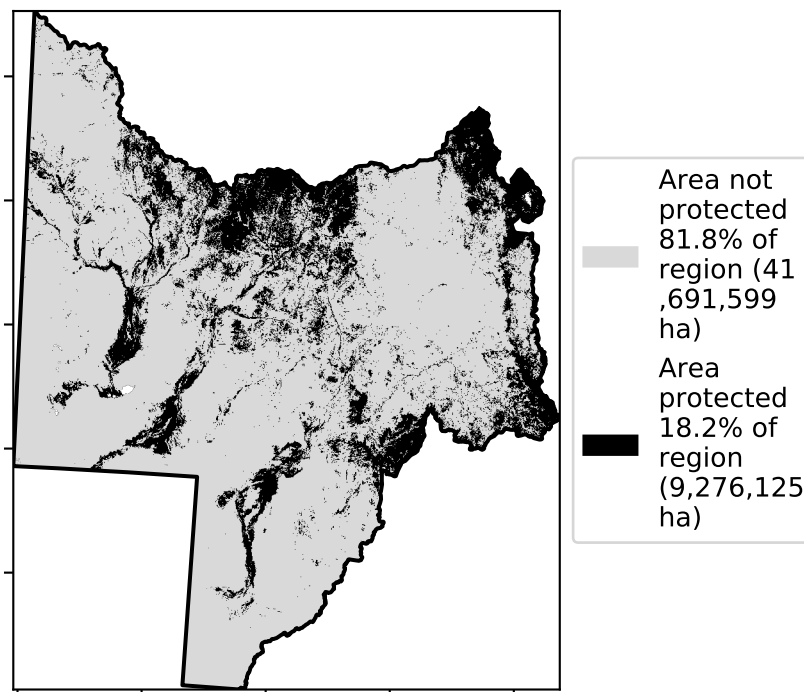 Area not
protected
81.8% of
region (41
,691,599
ha)
Area
protected
18.2% of
region
(9,276,125
ha)